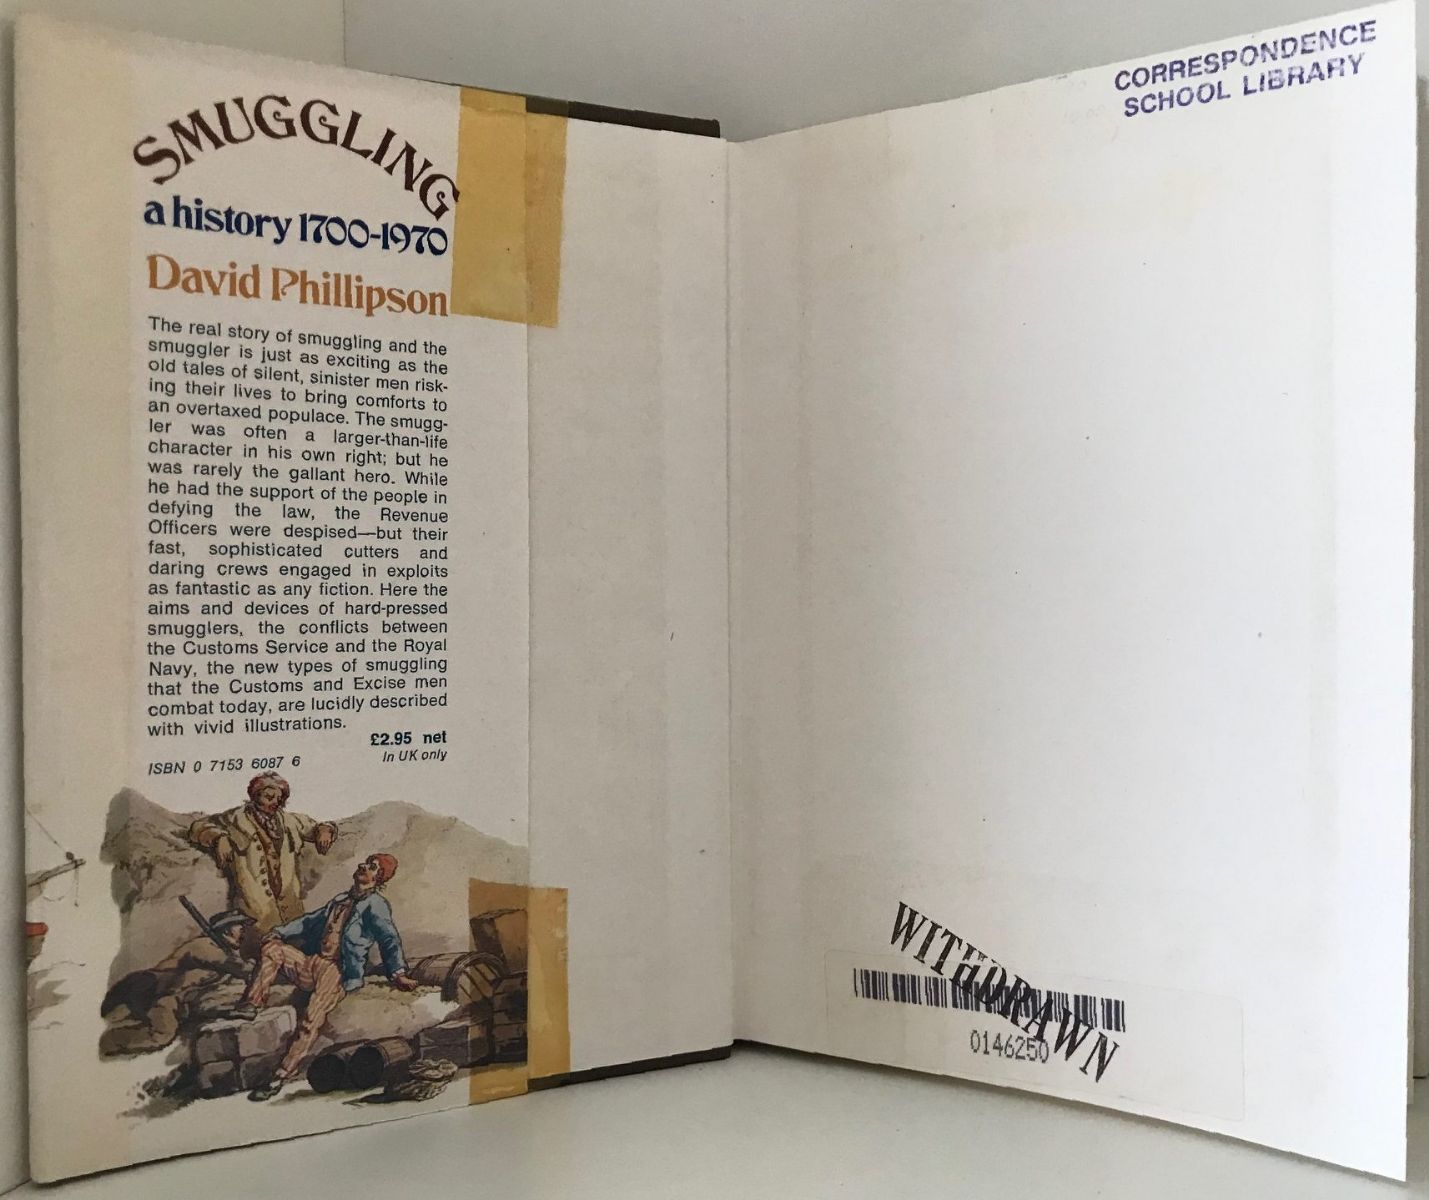 SMUGGLING
a history 1700-1970
David Phillipson
The real story of smuggling and the
smuggler is just as exciting as the
old tales of silent, sinister men risk-
ing their lives to bring comforts to
an overtaxed populace. The smugg-
ler was often a larger-than-life
character in his own right; but he
was rarely the gallant hero. While
he had the support of the people in
defying the law, the Revenue
Officers were despised—but their
fast, sophisticated cutters and
daring crews engaged in exploits
as fantastic as any fiction. Here the
aims and devices of hard-pressed
smugglers, the conflicts between
the Customs Service and the Royal
Navy, the new types of smuggling
that the Customs and Excise men
combat today, are lucidly described
with vivid illustrations.
£2.95 net
In UK only
ISBN 0 7153 6087 6
CORRESPONDENCE
SCHOOL LIBRARY
WITHDRAWN
0146250